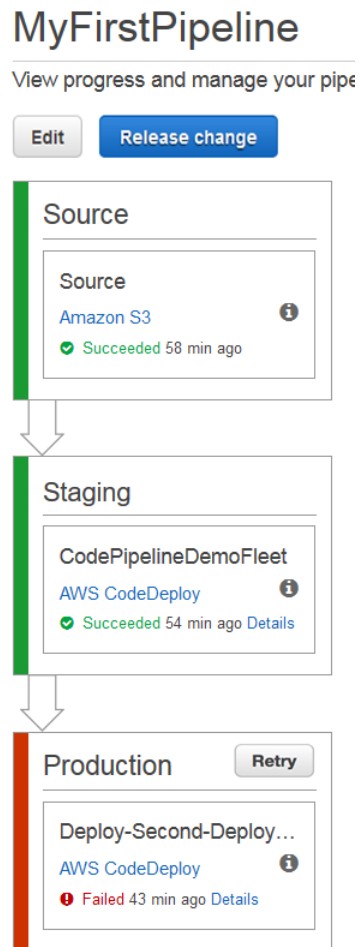 MyFirstPipeline
View progress and manage your pipe
Edit
Release change
Source
Source
Amazon S3
Succeeded 58 min ago
Staging
CodePipelineDemoFleet
AWS CodeDeploy
Succeeded 54 min ago Details
Production
Retry
Deploy-Second-Deploy...
AWS CodeDeploy
Failed 43 min ago Details